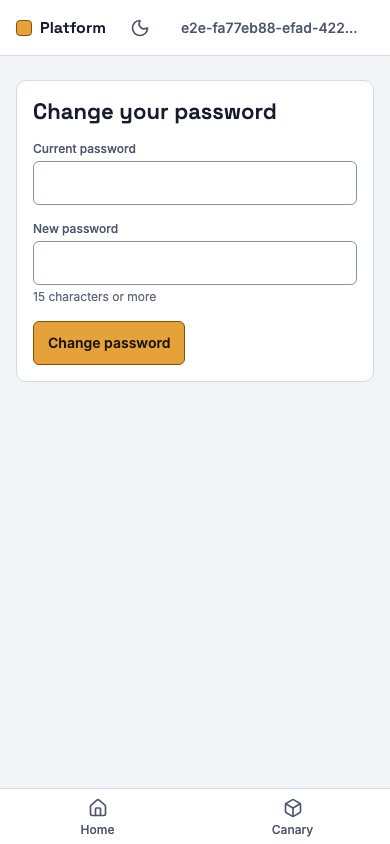 Platform
e2e-fa77eb88-efad-422...
Change your password
Current password
New password
15 characters or more
Change password
Home
Canary